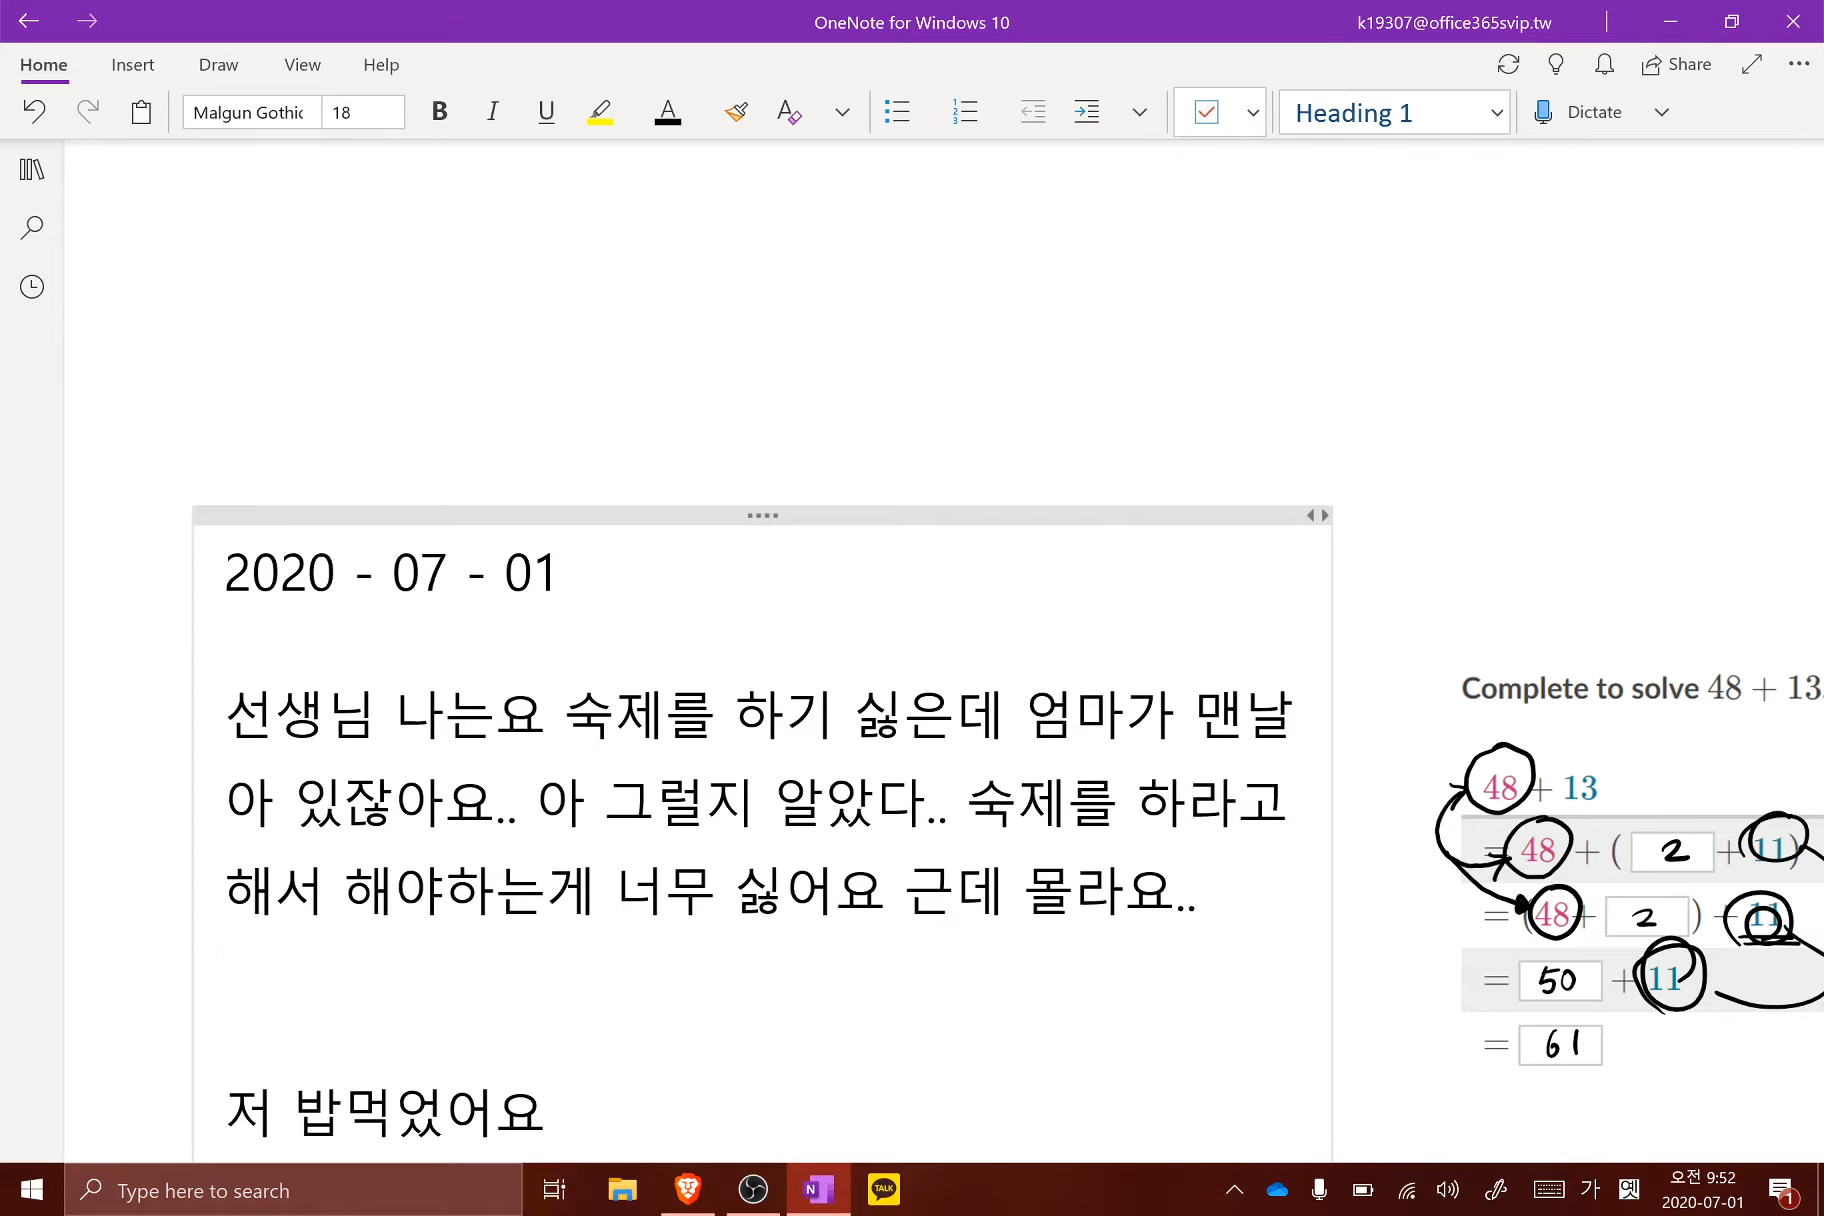 OneNote for Windows 10
k19307@office365svip.tw
Home Insert Draw View Help
Share
Malgun Gothic 18
B I U A A
Heading 1
Dictate
2020 - 07 - 01
선생님 나는요 숙제를 하기 싫은데 엄마가 맨날
아 있잖아요.. 아 그럴지 알았다.. 숙제를 하라고
해서 해야하는게 너무 싫어요 근데 몰라요..
저 밥먹었어요
Complete to solve 48 + 13.
48 + 13
= 48 + ( 2 + 11 )
= (48 + 2 ) + 11
= 50 + 11
= 61
Type here to search
N
TALK
가
옛
오전 9:52
2020-07-01
1